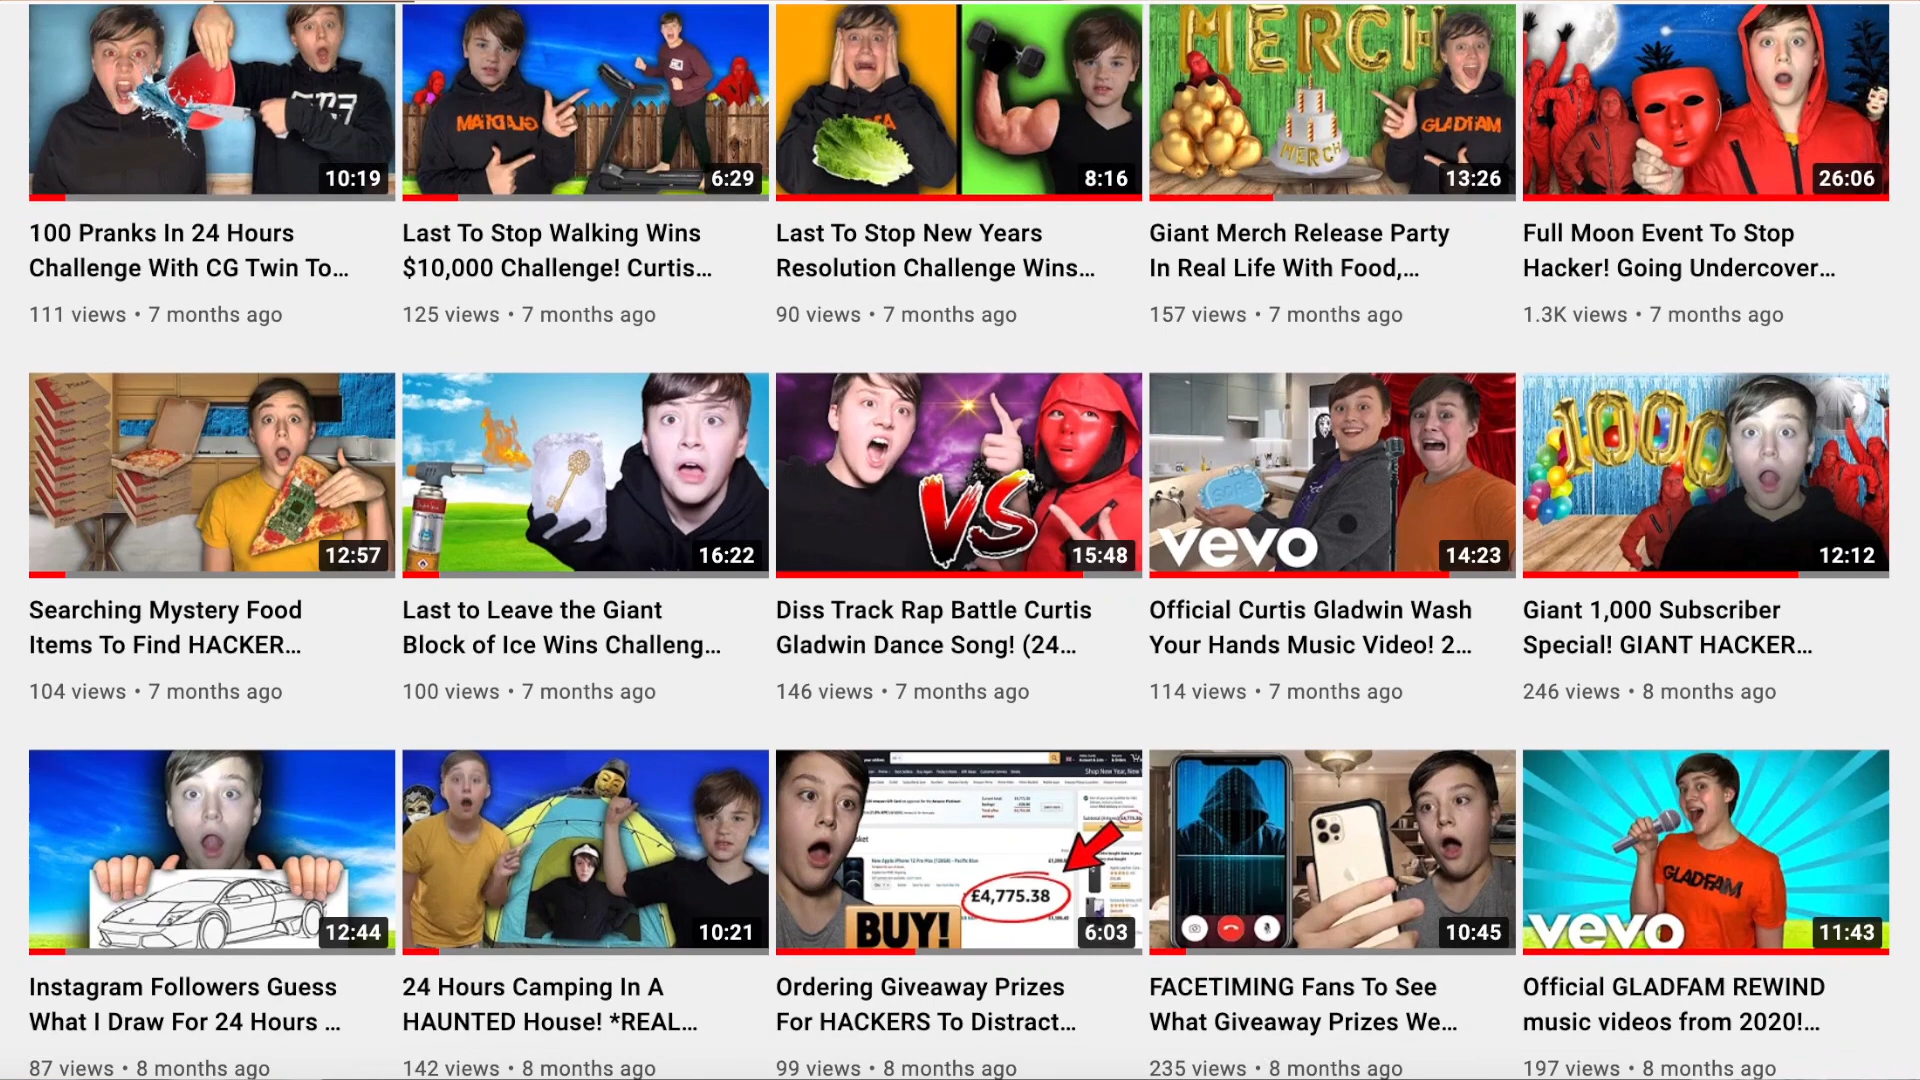 10:19
6:29
GLADFAM
8:16
MERCH
MERCH
GLADFAM
13:26
26:06
100 Pranks In 24 Hours
Challenge With CG Twin To...
111 views • 7 months ago
Last To Stop Walking Wins
$10,000 Challenge! Curtis...
125 views • 7 months ago
Last To Stop New Years
Resolution Challenge Wins...
90 views • 7 months ago
Giant Merch Release Party
In Real Life With Food,...
157 views • 7 months ago
Full Moon Event To Stop
Hacker! Going Undercover...
1.3K views • 7 months ago
12:57
16:22
VS
15:48
vevo
14:23
1000
12:12
Searching Mystery Food
Items To Find HACKER...
104 views • 7 months ago
Last to Leave the Giant
Block of Ice Wins Challeng...
100 views • 7 months ago
Diss Track Rap Battle Curtis
Gladwin Dance Song! (24...
146 views • 7 months ago
Official Curtis Gladwin Wash
Your Hands Music Video! 2...
114 views • 7 months ago
Giant 1,000 Subscriber
Special! GIANT HACKER...
246 views • 8 months ago
12:44
10:21
£4,775.38
BUY!
6:03
10:45
GLADFAM
vevo
11:43
Instagram Followers Guess
What I Draw For 24 Hours ...
87 views • 8 months ago
24 Hours Camping In A
HAUNTED House! *REAL...
142 views • 8 months ago
Ordering Giveaway Prizes
For HACKERS To Distract...
99 views • 8 months ago
FACETIMING Fans To See
What Giveaway Prizes We...
235 views • 8 months ago
Official GLADFAM REWIND
music videos from 2020!...
197 views • 8 months ago